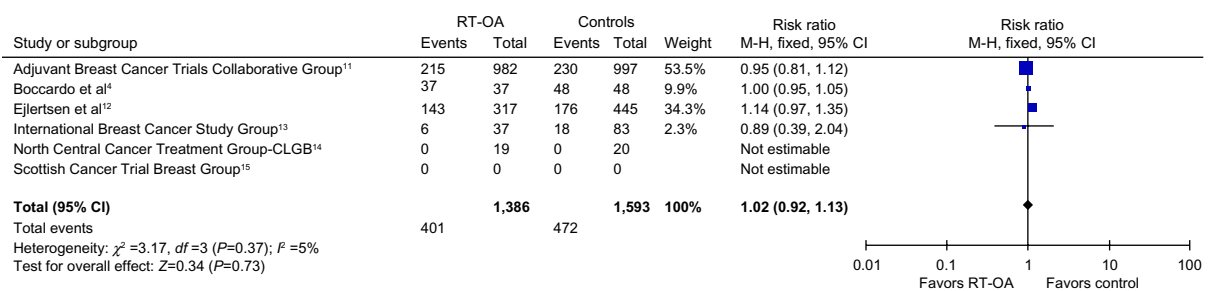 RT-OA Controls Risk ratio Risk ratio
Study or subgroup Events Total Events Total Weight M-H, fixed, 95% CI M-H, fixed, 95% CI
Adjuvant Breast Cancer Trials Collaborative Group¹¹ 215 982 230 997 53.5% 0.95 (0.81, 1.12)
Boccardo et al⁴ 37 37 48 48 9.9% 1.00 (0.95, 1.05)
Ejlertsen et al¹² 143 317 176 445 34.3% 1.14 (0.97, 1.35)
International Breast Cancer Study Group¹³ 6 37 18 83 2.3% 0.89 (0.39, 2.04)
North Central Cancer Treatment Group-CLGB¹⁴ 0 19 0 20 Not estimable
Scottish Cancer Trial Breast Group¹⁵ 0 0 0 0 Not estimable
Total (95% CI) 1,386 1,593 100% 1.02 (0.92, 1.13)
Total events 401 472
Heterogeneity: χ² =3.17, df =3 (P=0.37); I² =5%
Test for overall effect: Z=0.34 (P=0.73)
0.01 0.1 1 10 100
Favors RT-OA Favors control